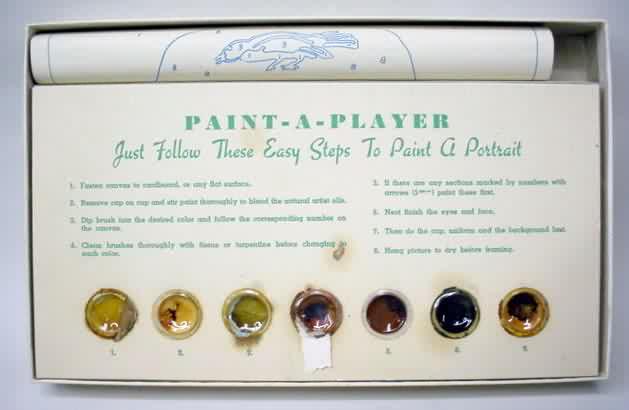 PAINT-A-PLAYER
Just Follow These Easy Steps To Paint A Portrait
1. Fasten canvas to cardboard, or any flat surface.
2. Remove cap on cup and stir paint thoroughly to blend the natural artist oils.
3. Dip brush into the desired color and follow the corresponding number on
the canvas.
4. Clean brushes thoroughly with tissue or turpentine before changing to
each color.
5. If there are any sections marked by numbers with
arrows (5 paint these first.
6. Next finish the eyes and face.
7. Then do the cap, uniform and the background last.
8. Hang picture to dry before framing.
1. 2. 5. 6.